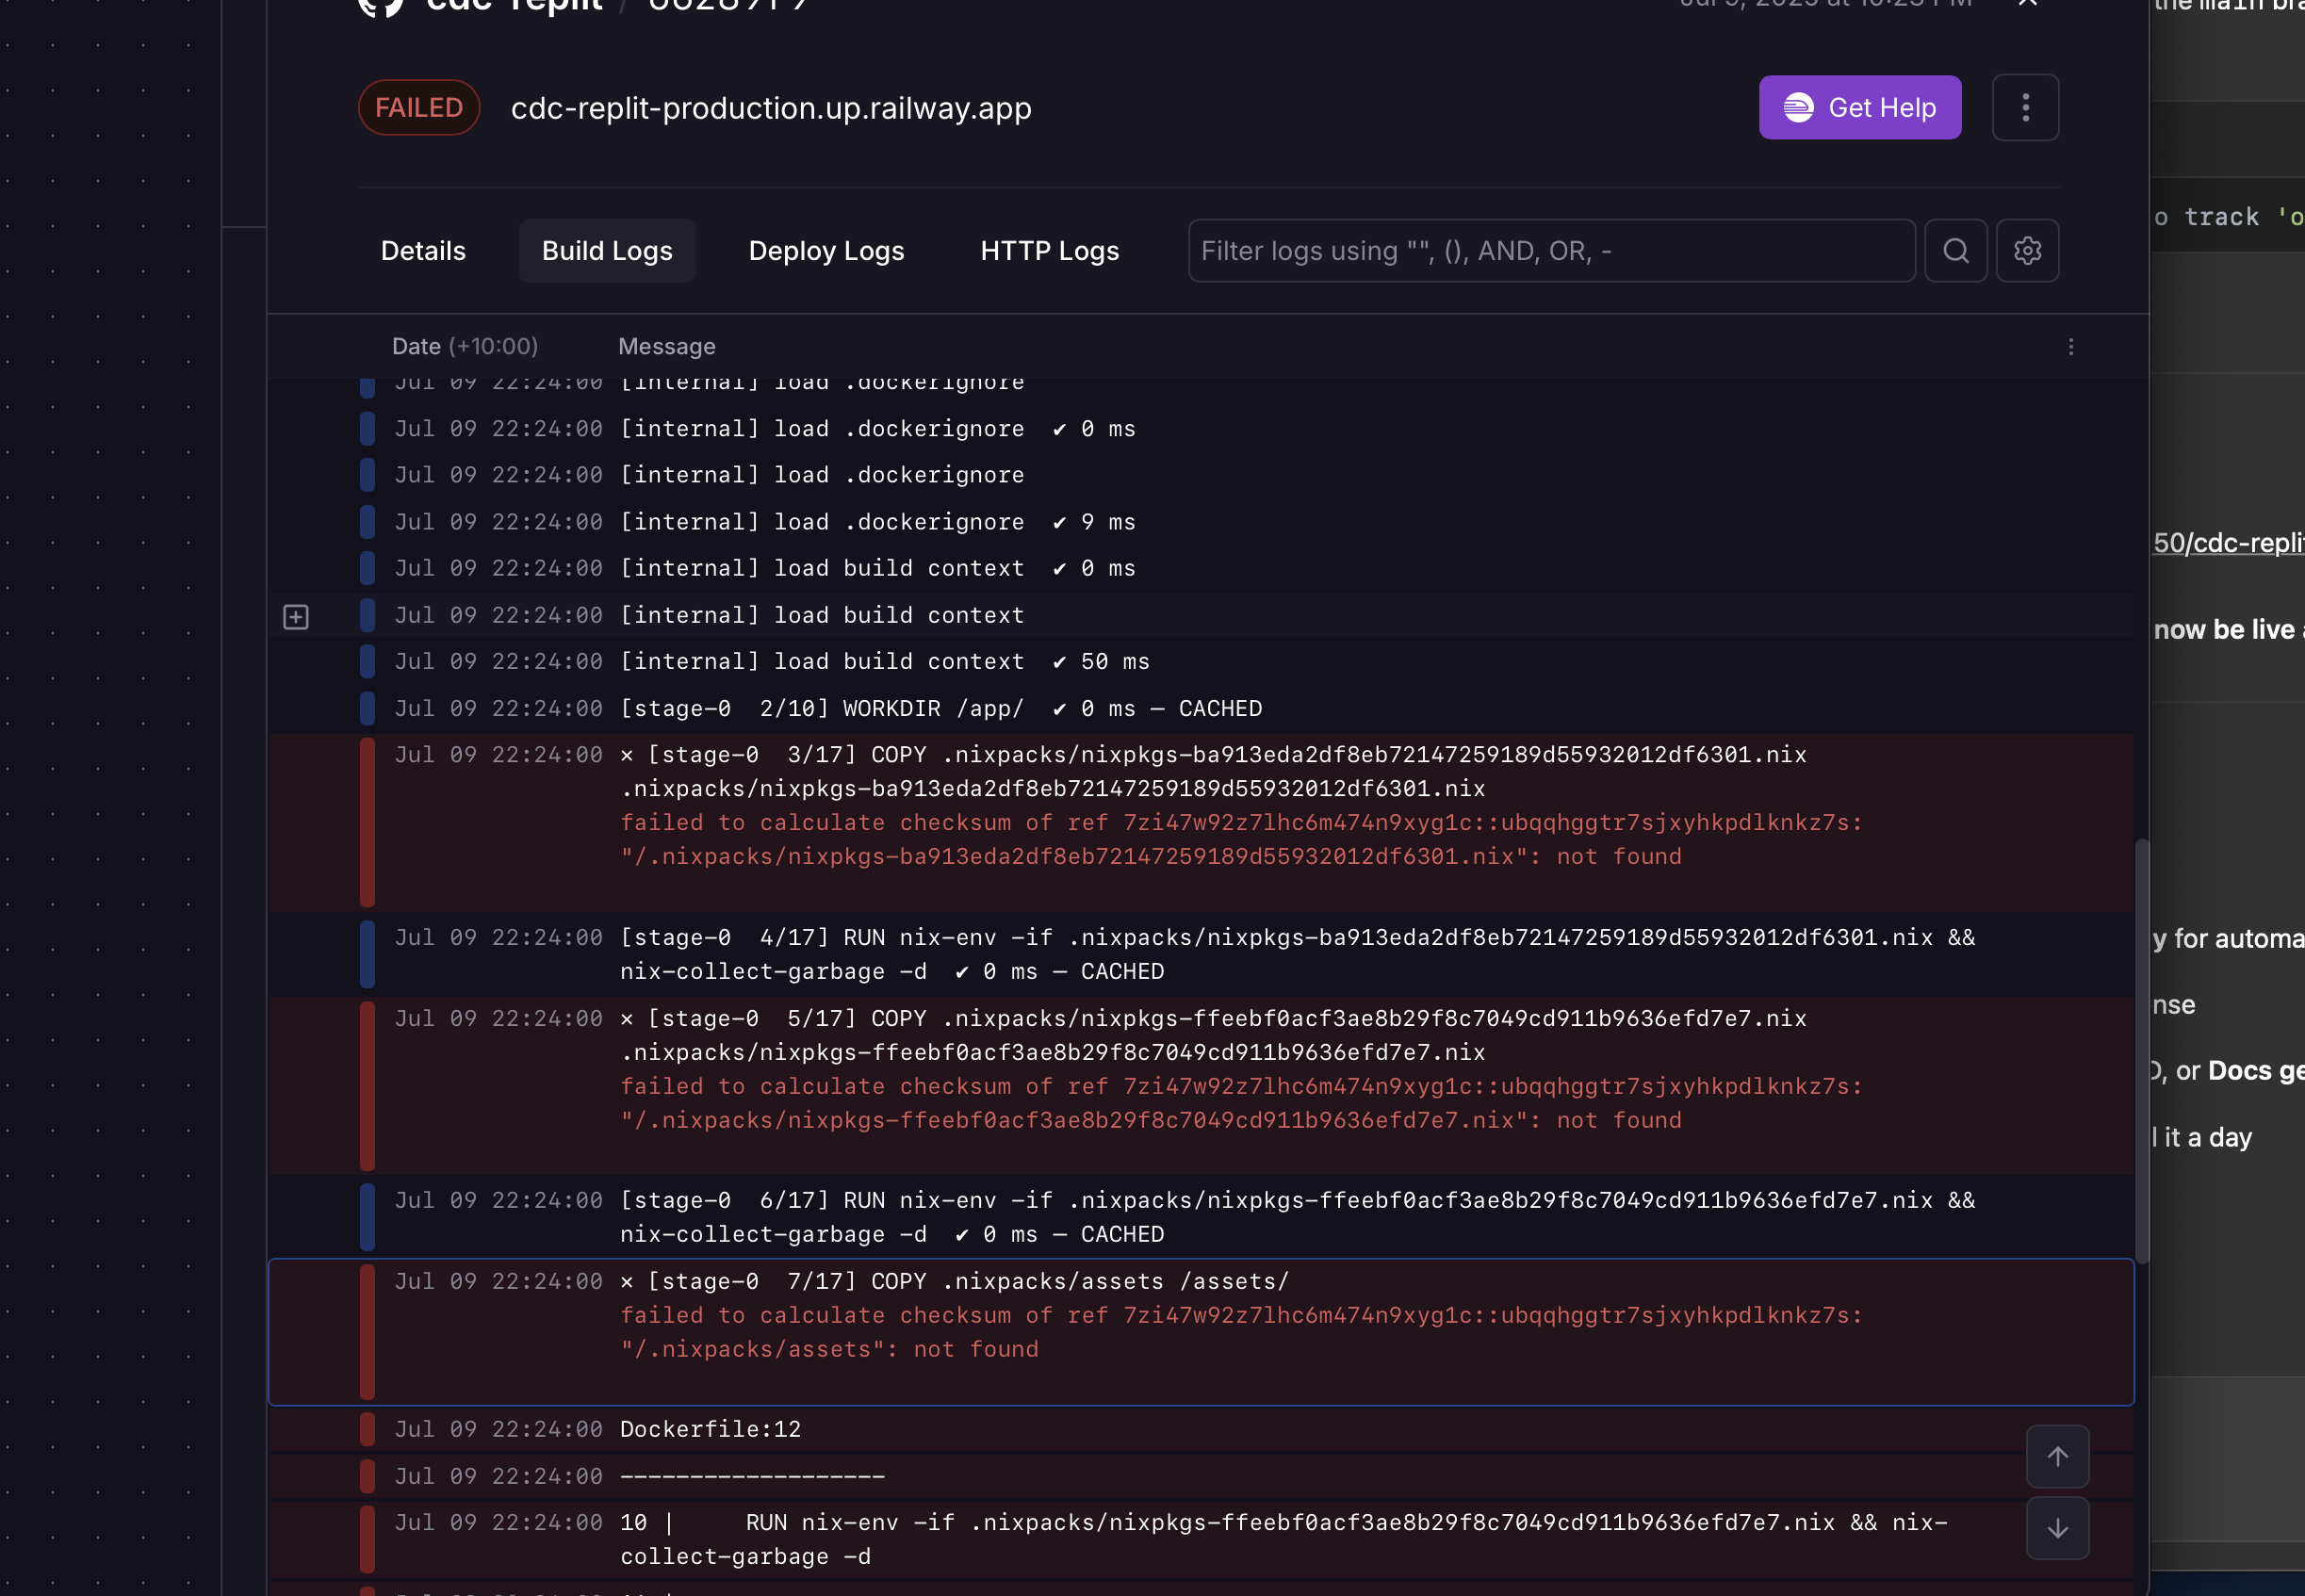 cdc-replit /
the main bra
FAILED cdc-replit-production.up.railway.app Get Help
o track 'o
Details Build Logs Deploy Logs HTTP Logs Filter logs using "", (), AND, OR, -
Date (+10:00) Message
Jul 09 22:24:00 [internal] load .dockerignore
Jul 09 22:24:00 [internal] load .dockerignore ✔ 0 ms
Jul 09 22:24:00 [internal] load .dockerignore
Jul 09 22:24:00 [internal] load .dockerignore ✔ 9 ms
50/cdc-repli
Jul 09 22:24:00 [internal] load build context ✔ 0 ms
Jul 09 22:24:00 [internal] load build context
now be live
Jul 09 22:24:00 [internal] load build context ✔ 50 ms
Jul 09 22:24:00 [stage-0 2/10] WORKDIR /app/ ✔ 0 ms – CACHED
Jul 09 22:24:00 × [stage-0 3/17] COPY .nixpacks/nixpkgs-ba913eda2df8eb72147259189d55932012df6301.nix
.nixpacks/nixpkgs-ba913eda2df8eb72147259189d55932012df6301.nix
failed to calculate checksum of ref 7zi47w92z7lhc6m474n9xyg1c::ubqqhggtr7sjxyhkpdlknkz7s:
"/.nixpacks/nixpkgs-ba913eda2df8eb72147259189d55932012df6301.nix": not found
Jul 09 22:24:00 [stage-0 4/17] RUN nix-env -if .nixpacks/nixpkgs-ba913eda2df8eb72147259189d55932012df6301.nix &&
nix-collect-garbage -d ✔ 0 ms – CACHED
y for automa
nse
Jul 09 22:24:00 × [stage-0 5/17] COPY .nixpacks/nixpkgs-ffeebf0acf3ae8b29f8c7049cd911b9636efd7e7.nix
.nixpacks/nixpkgs-ffeebf0acf3ae8b29f8c7049cd911b9636efd7e7.nix
failed to calculate checksum of ref 7zi47w92z7lhc6m474n9xyg1c::ubqqhggtr7sjxyhkpdlknkz7s:
"/.nixpacks/nixpkgs-ffeebf0acf3ae8b29f8c7049cd911b9636efd7e7.nix": not found
, or Docs ge
it a day
Jul 09 22:24:00 [stage-0 6/17] RUN nix-env -if .nixpacks/nixpkgs-ffeebf0acf3ae8b29f8c7049cd911b9636efd7e7.nix &&
nix-collect-garbage -d ✔ 0 ms – CACHED
Jul 09 22:24:00 × [stage-0 7/17] COPY .nixpacks/assets /assets/
failed to calculate checksum of ref 7zi47w92z7lhc6m474n9xyg1c::ubqqhggtr7sjxyhkpdlknkz7s:
"/.nixpacks/assets": not found
Jul 09 22:24:00 Dockerfile:12
Jul 09 22:24:00 -------------------
Jul 09 22:24:00 10 | RUN nix-env -if .nixpacks/nixpkgs-ffeebf0acf3ae8b29f8c7049cd911b9636efd7e7.nix && nix-
collect-garbage -d